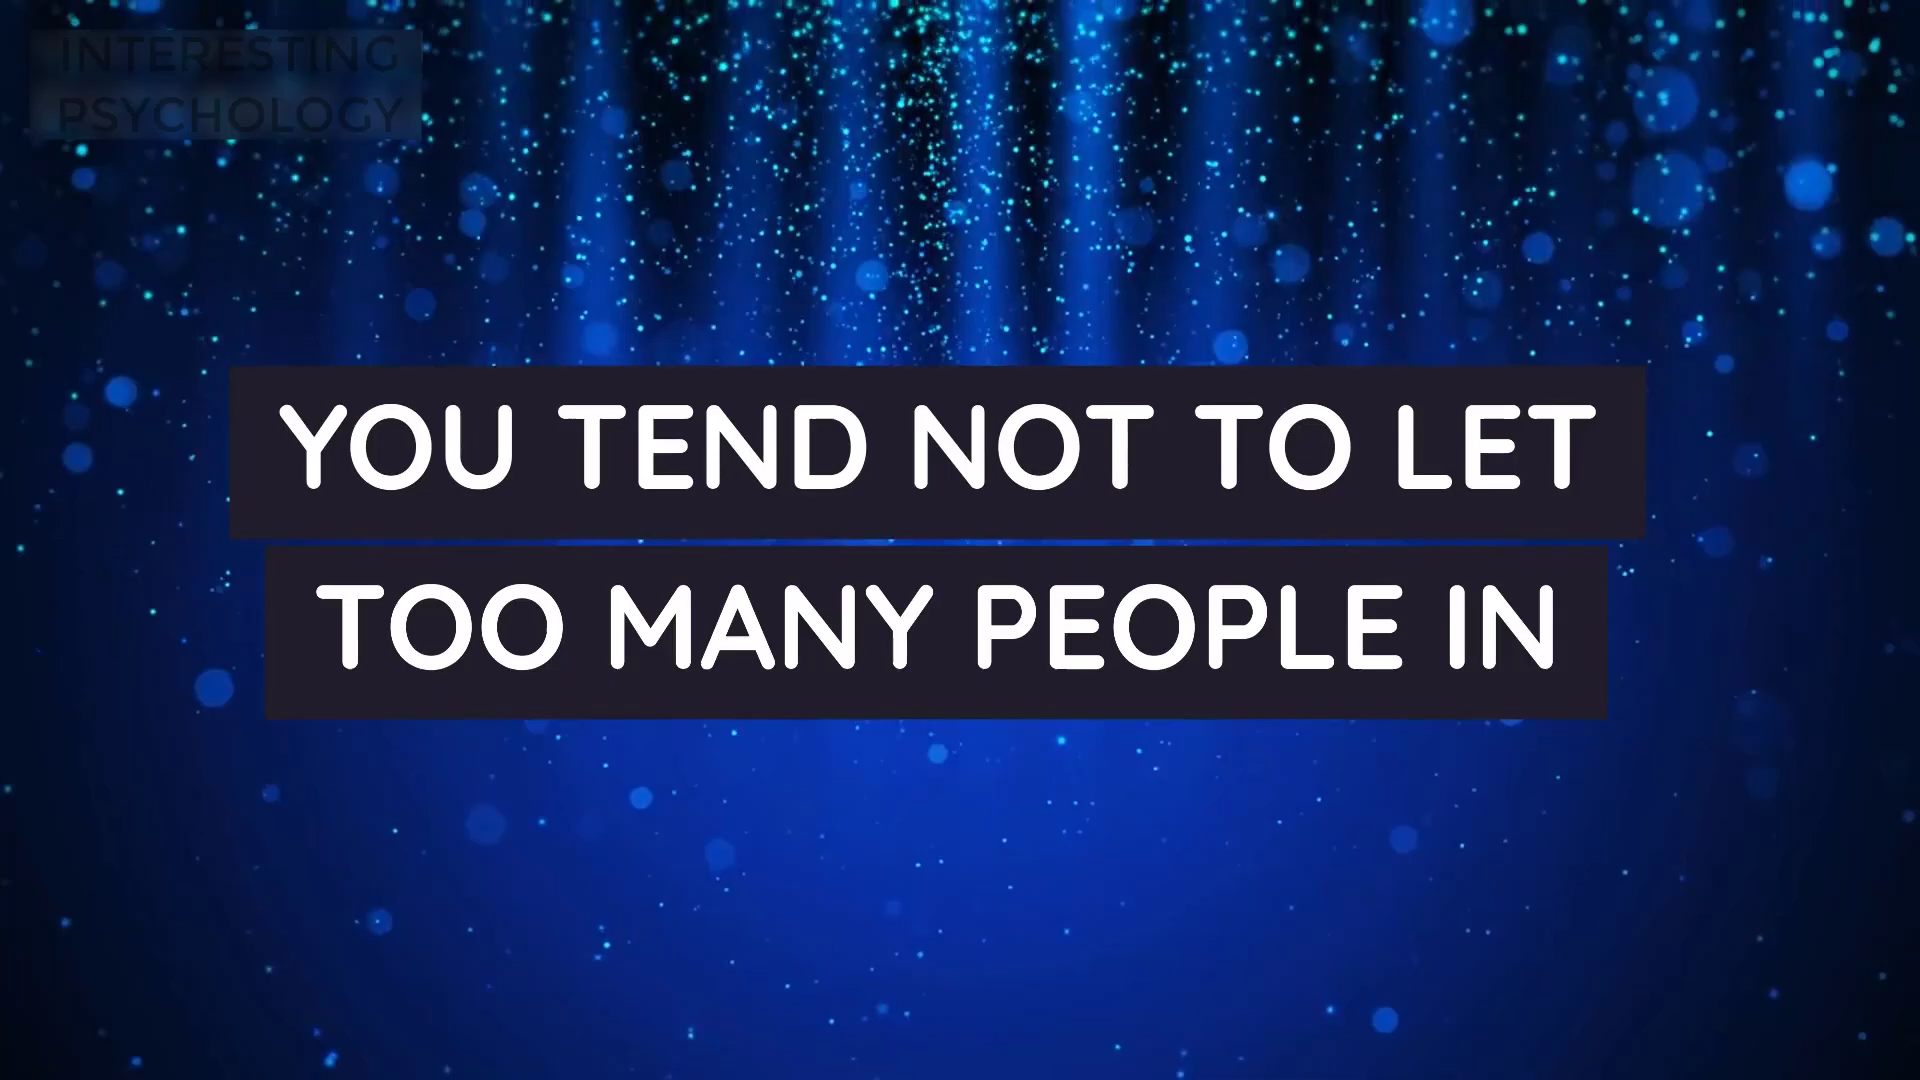 INTERESTING
PSYCHOLOGY
YOU TEND NOT TO LET
TOO MANY PEOPLE IN